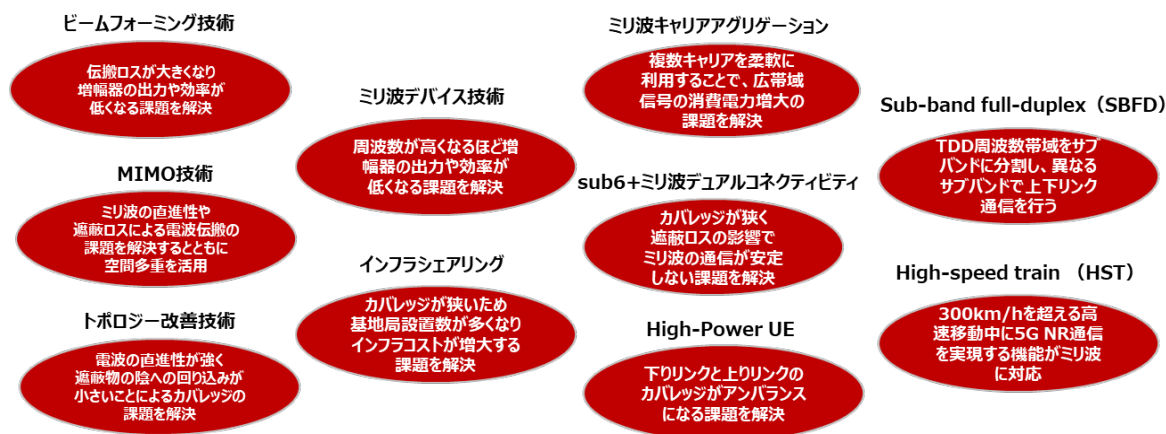 ビームフォーミング技術
伝搬ロスが大きくなり
増幅器の出力や効率が
低くなる課題を解決
MIMO技術
ミリ波の直進性や
遮蔽ロスによる電波伝搬の
課題を解決するとともに
空間多重を活用
トポロジー改善技術
電波の直進性が強く
遮蔽物の陰への回り込みが
小さいことによるカバレッジの
課題を解決
ミリ波デバイス技術
周波数が高くなるほど増
幅器の出力や効率が
低くなる課題を解決
インフラシェアリング
カバレッジが狭いため
基地局設置数が多くなり
インフラコストが増大する
課題を解決
ミリ波キャリアアグリゲーション
複数キャリアを柔軟に
利用することで、広帯域
信号の消費電力増大の
課題を解決
sub6+ミリ波デュアルコネクティビティ
カバレッジが狭く
遮蔽ロスの影響で
ミリ波の通信が安定
しない課題を解決
High-Power UE
下りリンクと上りリンクの
カバレッジがアンバランス
になる課題を解決
Sub-band full-duplex（SBFD）
TDD周波数帯域をサブ
バンドに分割し、異なる
サブバンドで上下リンク
通信を行う
High-speed train （HST）
300km/hを超える高
速移動中に5G NR通信
を実現する機能がミリ波
に対応